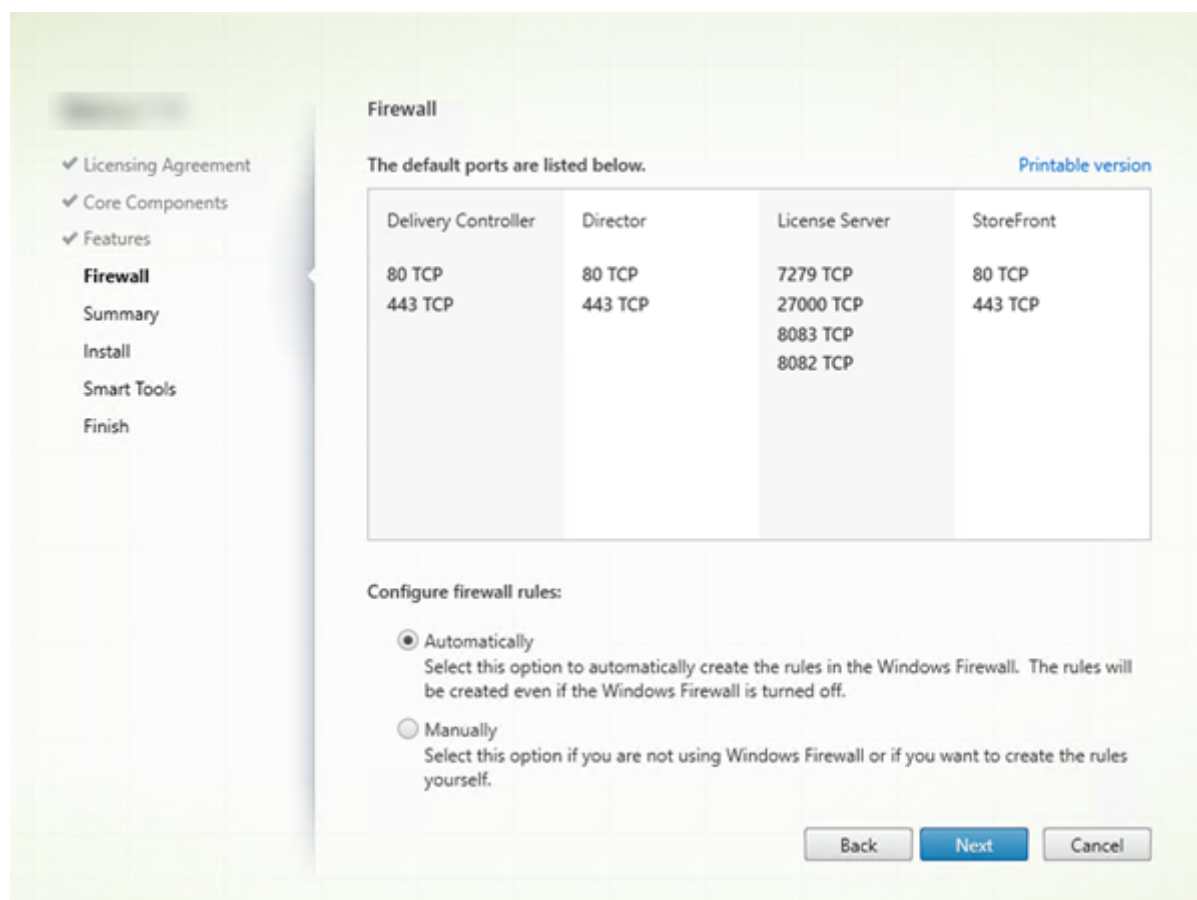 Firewall
✔ Licensing Agreement
✔ Core Components
✔ Features
Firewall
Summary
Install
Smart Tools
Finish
The default ports are listed below.
Printable version
Delivery Controller
80 TCP
443 TCP
Director
80 TCP
443 TCP
License Server
7279 TCP
27000 TCP
8083 TCP
8082 TCP
StoreFront
80 TCP
443 TCP
Configure firewall rules:
Automatically
Select this option to automatically create the rules in the Windows Firewall. The rules will
be created even if the Windows Firewall is turned off.
Manually
Select this option if you are not using Windows Firewall or if you want to create the rules
yourself.
Back
Next
Cancel